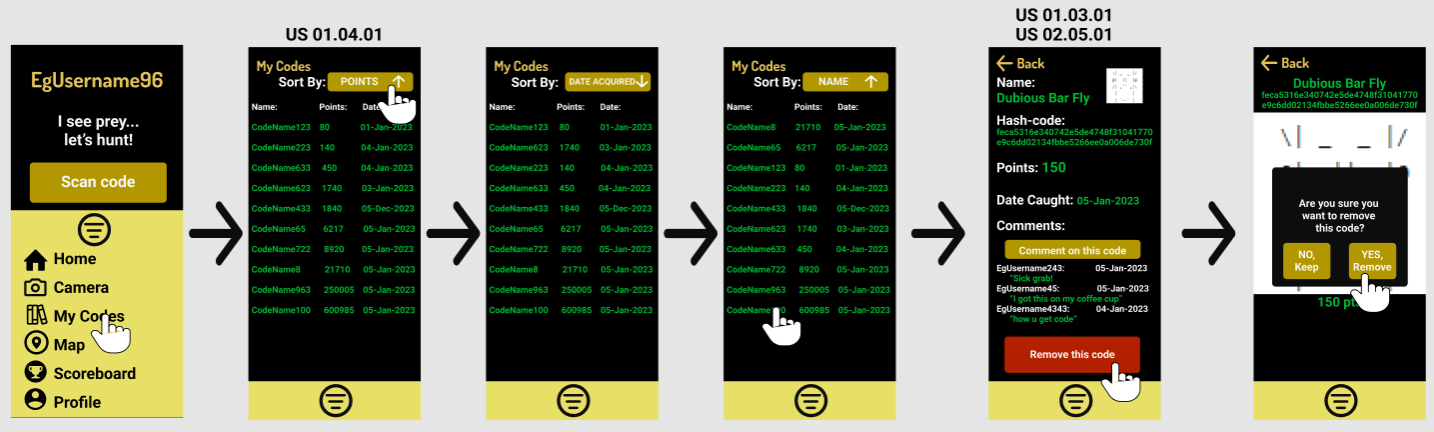 EgUsername96
I see prey...
let's hunt!
Scan code
Home
Camera
My Codes
Map
Scoreboard
Profile
US 01.04.01
My Codes
Sort By: POINTS
Name: Points: Date
CodeName123 80 01-Jan-2023
CodeName223 140 04-Jan-2023
CodeName633 450 04-Jan-2023
CodeName623 1740 03-Jan-2023
CodeName433 1840 05-Dec-2023
CodeName65 6217 05-Jan-2023
CodeName722 8920 05-Jan-2023
CodeName8 21710 05-Jan-2023
CodeName963 250005 05-Jan-2023
CodeName100 600985 05-Jan-2023
My Codes
Sort By: DATE ACQUIRED
Name: Points: Date:
CodeName123 80 01-Jan-2023
CodeName623 1740 03-Jan-2023
CodeName223 140 04-Jan-2023
CodeName633 450 04-Jan-2023
CodeName433 1840 05-Dec-2023
CodeName65 6217 05-Jan-2023
CodeName722 8920 05-Jan-2023
CodeName8 21710 05-Jan-2023
CodeName963 250005 05-Jan-2023
CodeName100 600985 05-Jan-2023
My Codes
Sort By: NAME
Name: Points: Date:
CodeName8 21710 05-Jan-2023
CodeName65 6217 05-Jan-2023
CodeName123 80 01-Jan-2023
CodeName223 140 04-Jan-2023
CodeName433 1840 05-Dec-2023
CodeName623 1740 03-Jan-2023
CodeName633 450 04-Jan-2023
CodeName722 8920 05-Jan-2023
CodeName963 250005 05-Jan-2023
600985 05-Jan-2023
US 01.03.01
US 02.05.01
Back
Name:
Dubious Bar Fly
Hash-code:
feca5316e340742e5de4748f31041770
e9c6dd02134fbbe5266ee0a006de730f
Points: 150
Date Caught: 05-Jan-2023
Comments:
Comment on this code
EgUsername243: 05-Jan-2023
"Sick grab!
EgUsername45: 05-Jan-2023
"I got this on my coffee cup"
EgUsername4343: 04-Jan-2023
"how u get code"
Remove this code
Back
Dubious Bar Fly
feca5316e340742e5de4748f31041770
e9c6dd02134fbbe5266ee0a006de730f
Are you sure you
want to remove
this code?
NO,
Keep
YES,
Remove
150 pt